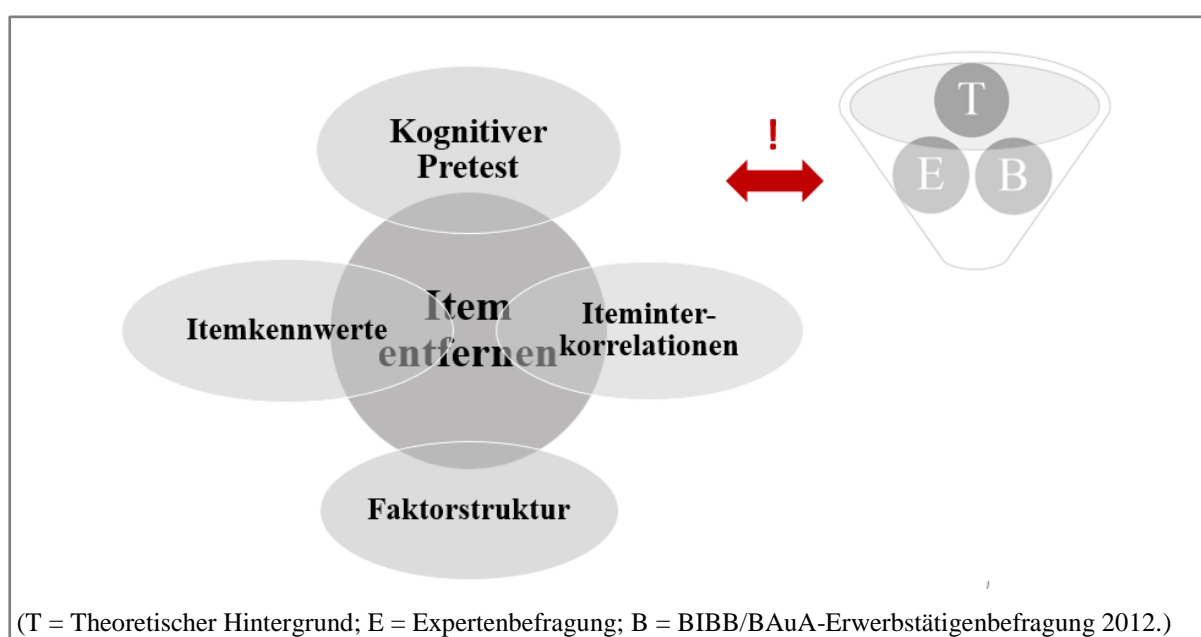 Kognitiver
Pretest
!
T
E
B
Itemkennwerte
Item
entfernen
Iteminter-
korrelationen
Faktorstruktur
(T = Theoretischer Hintergrund; E = Expertenbefragung; B = BIBB/BAuA-Erwerbstätigenbefragung 2012.)